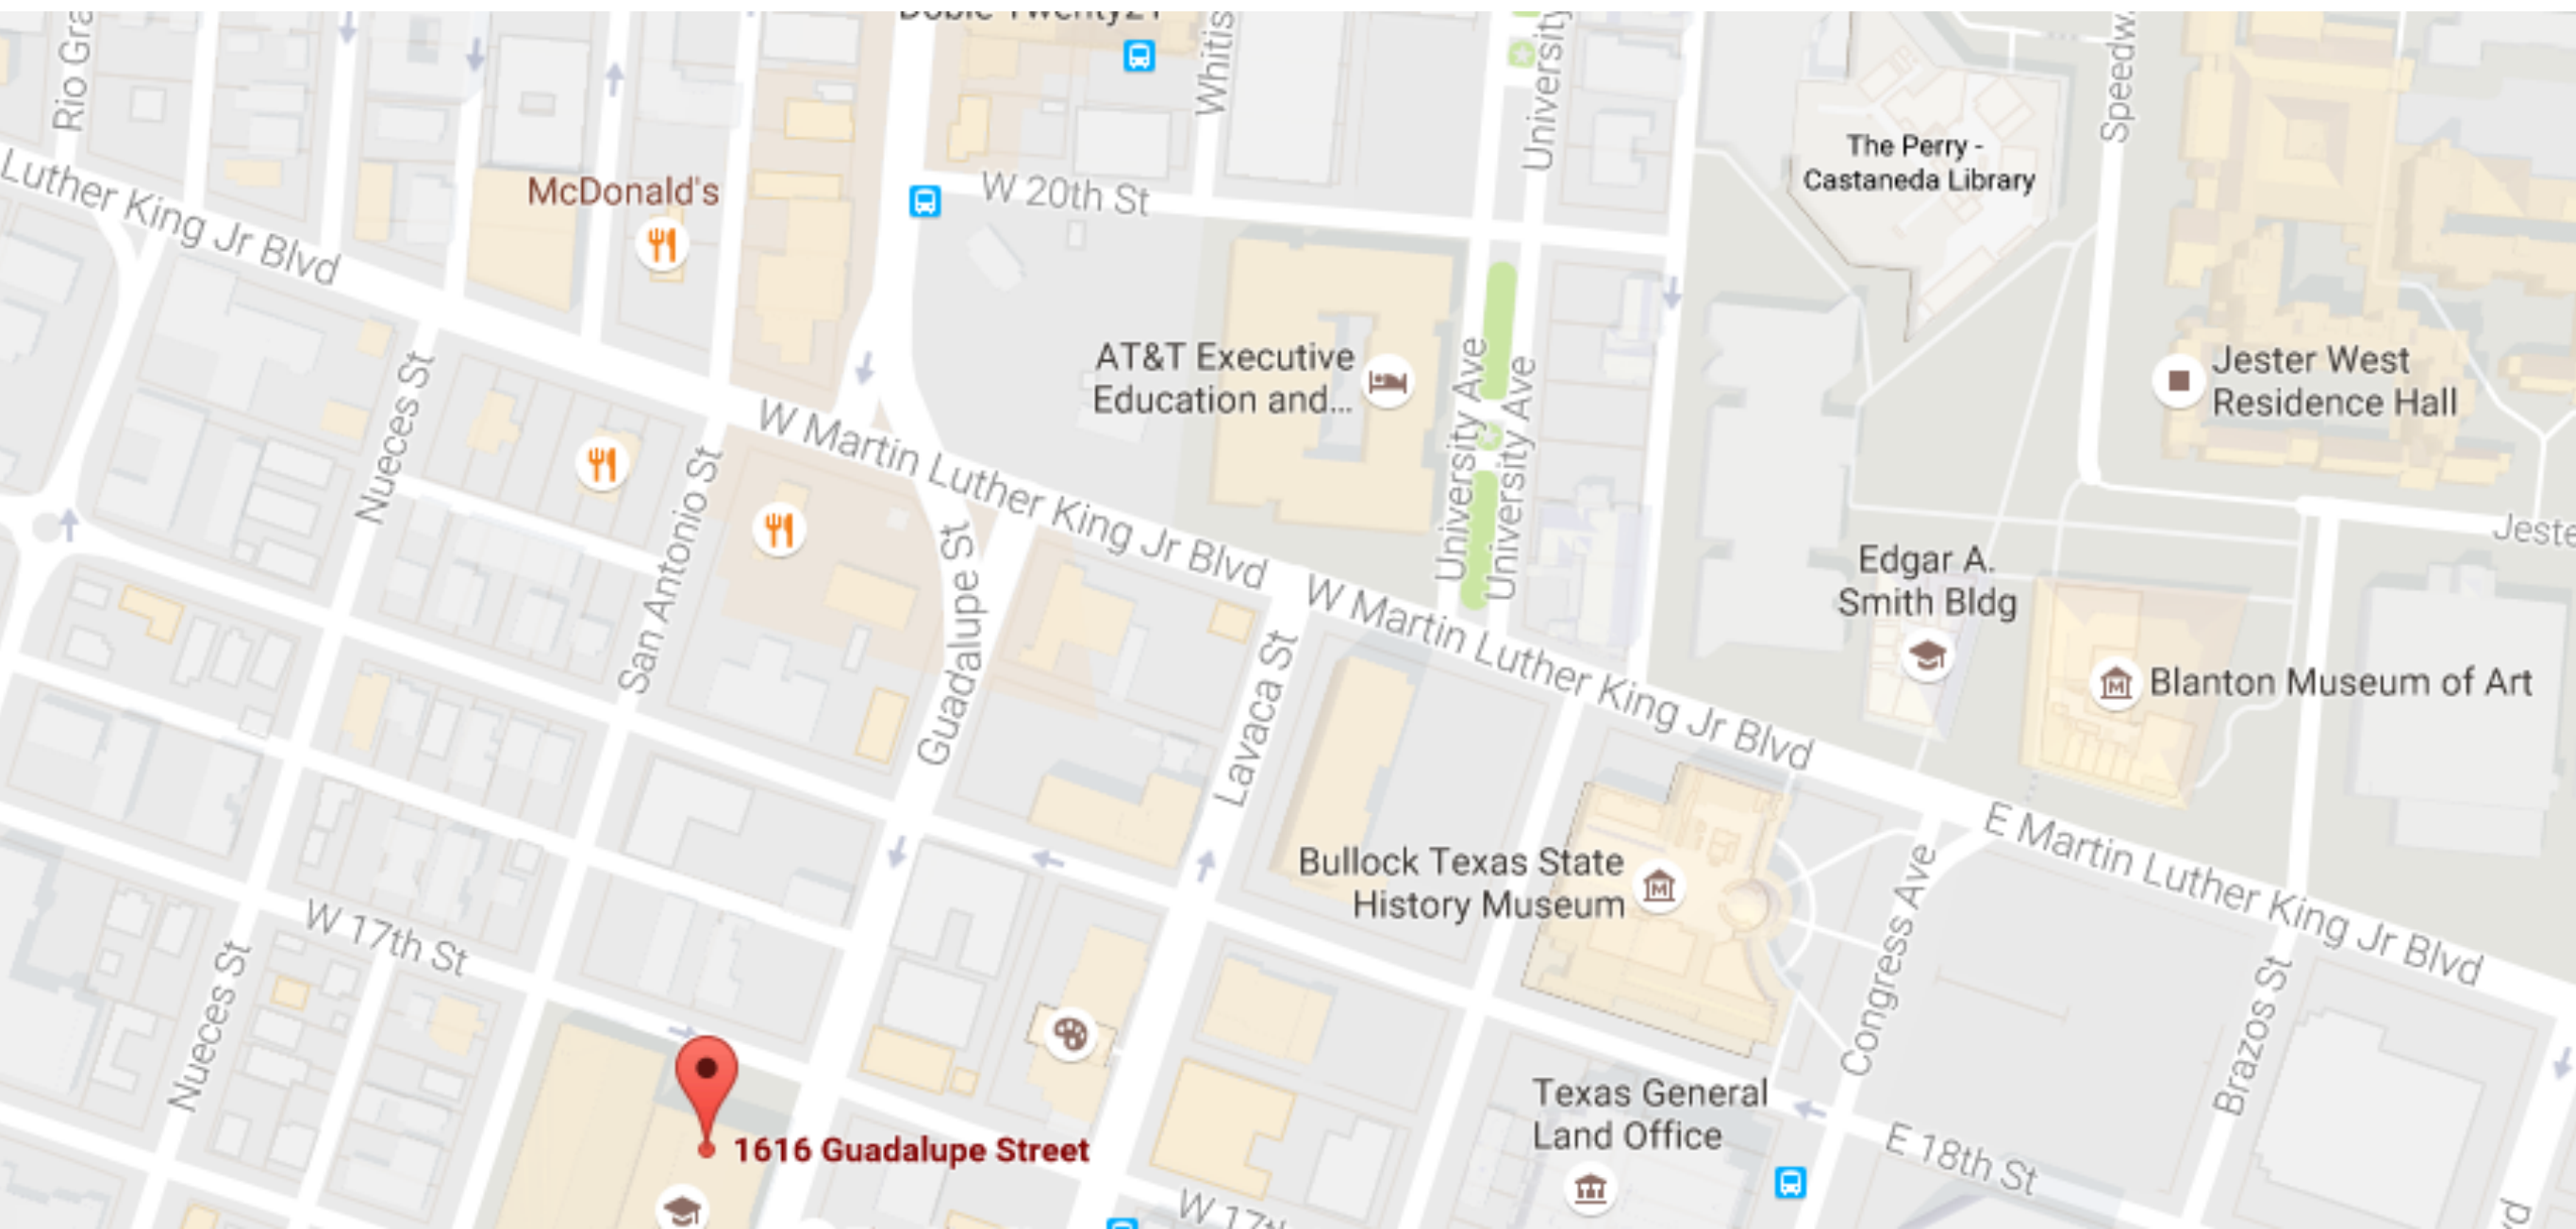 Dobie Twenty21
Rio Gra
Whitis
University
Speedw
The Perry -
Castaneda Library
McDonald's
W 20th St
Luther King Jr Blvd
AT&T Executive
Education and...
University Ave
University Ave
Jester West
Residence Hall
Nueces St
San Antonio St
W Martin Luther King Jr Blvd
Guadalupe St
W Martin Luther King Jr Blvd
Jeste
Edgar A.
Smith Bldg
Blanton Museum of Art
Lavaca St
Bullock Texas State
History Museum
E Martin Luther King Jr Blvd
Congress Ave
W 17th St
Nueces St
Brazos St
Texas General
Land Office
1616 Guadalupe Street
E 18th St
W 17t